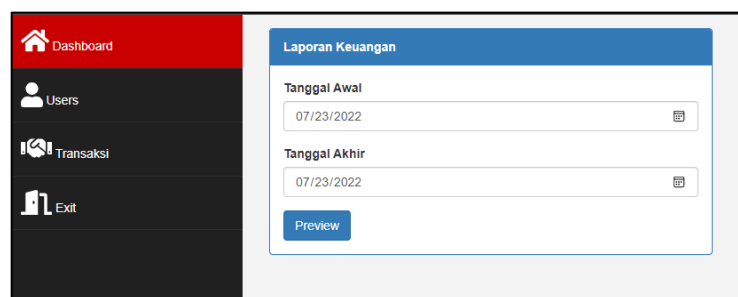 Dashboard
Users
Transaksi
Exit
Laporan Keuangan
Tanggal Awal
07/23/2022
Tanggal Akhir
07/23/2022
Preview